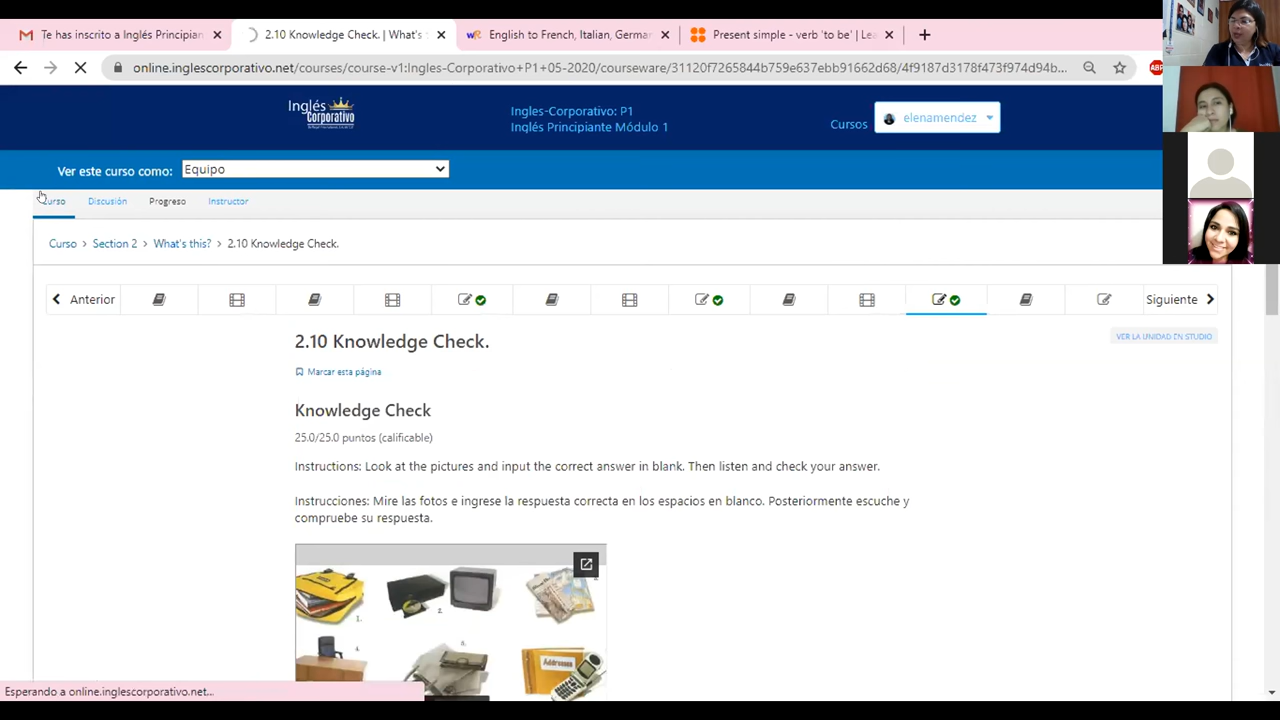 Te has inscrito a Inglés Principian
2.10 Knowledge Check. | What's
English to French, Italian, Germa
Present simple - verb 'to be' | Lea
online.inglescorporativo.net/courses/course-v1:Ingles-Corporativo+P1+05-2020/courseware/31120f7265844b759e637ebb91662d68/4f9187d3178f473f974d94b...
ABP
Inglés
Corporativo
Ingles-Corporativo: P1
Inglés Principiante Módulo 1
Cursos
elenamendez
Ver este curso como:
Equipo
Curso
Discusión
Progreso
Instructor
Curso > Section 2 > What's this? > 2.10 Knowledge Check.
Anterior
Siguiente
2.10 Knowledge Check.
VER LA UNIDAD EN STUDIO
Marcar esta página
Knowledge Check
25.0/25.0 puntos (calificable)
Instructions: Look at the pictures and input the correct answer in blank. Then listen and check your answer.
Instrucciones: Mire las fotos e ingrese la respuesta correcta en los espacios en blanco. Posteriormente escuche y
compruebe su respuesta.
1.
2.
3.
4.
Addresses
Esperando a online.inglescorporativo.net...